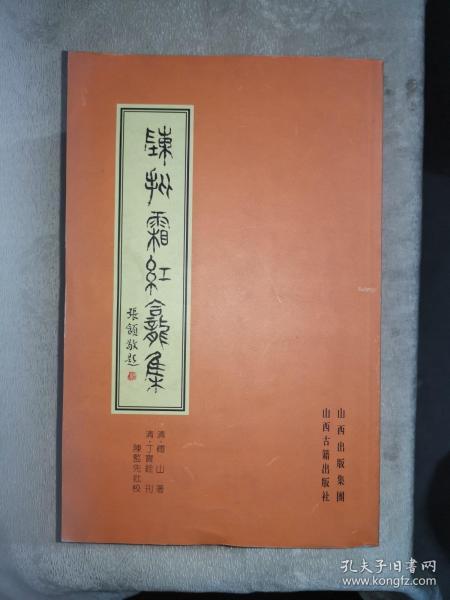 陳批霜紅龕集
張頷敬題
清·傅山 著
清·丁寶銓 刊
陳監先批校
山西出版集團
山西古籍出版社
孔夫子旧书网
www.kongfz.com